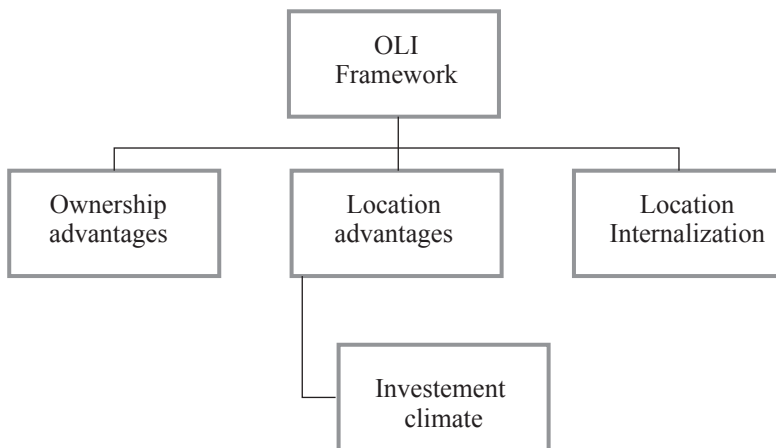 OLI
Framework
Ownership
advantages
Location
advantages
Location
Internalization
Investement
climate